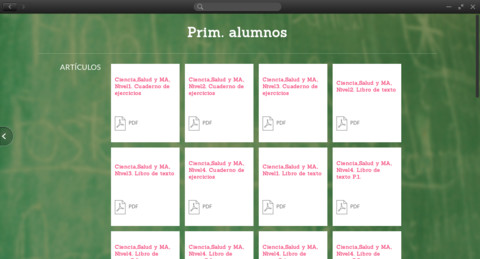 Prim. alumnos
ARTÍCULOS
Ciencia,Salud y MA,
Nivel1. Cuaderno de
ejercicios
PDF
Ciencia,Salud y MA,
Nivel2. Cuaderno de
ejercicios
PDF
Ciencia,Salud y MA,
Nivel3. Cuaderno de
ejercicios
PDF
Ciencia,Salud y MA,
Nivel2. Libro de texto
PDF
Ciencia,Salud y MA,
Nivel3. Libro de texto
PDF
Ciencia,Salud y MA,
Nivel4. Cuaderno de
ejercicios
PDF
Ciencia,Salud y MA,
Nivel1. Libro de texto
PDF
Ciencia,Salud y MA,
Nivel4. Libro de
texto P.1.
PDF
Ciencia,Salud y MA,
Nivel4. Libro de
Ciencia,Salud y MA,
Nivel4. Libro de
Ciencia,Salud y MA,
Nivel4. Libro de
Ciencia,Salud y MA,
Nivel4. Libro de